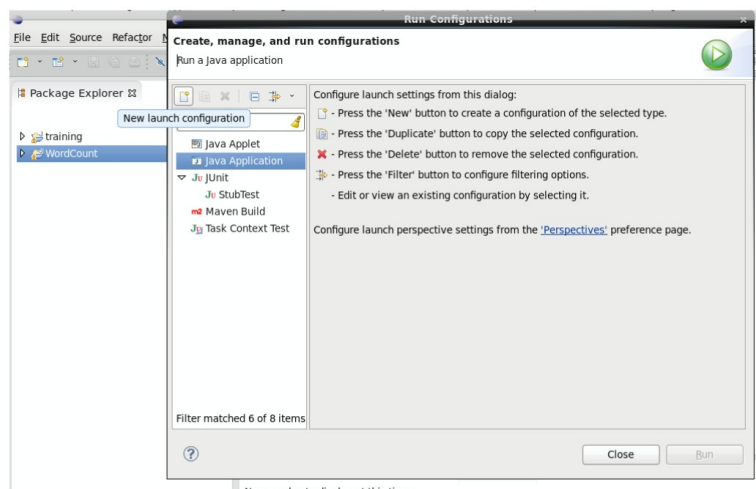 Run Configurations
File Edit Source Refactor
Create, manage, and run configurations
Run a Java application
Package Explorer
New launch configuration
training
WordCount
Java Applet
Java Application
JUnit
StubTest
Maven Build
Task Context Test
Filter matched 6 of 8 items
Configure launch settings from this dialog:
- Press the 'New' button to create a configuration of the selected type.
- Press the 'Duplicate' button to copy the selected configuration.
- Press the 'Delete' button to remove the selected configuration.
- Press the 'Filter' button to configure filtering options.
- Edit or view an existing configuration by selecting it.
Configure launch perspective settings from the 'Perspectives' preference page.
Close
Run